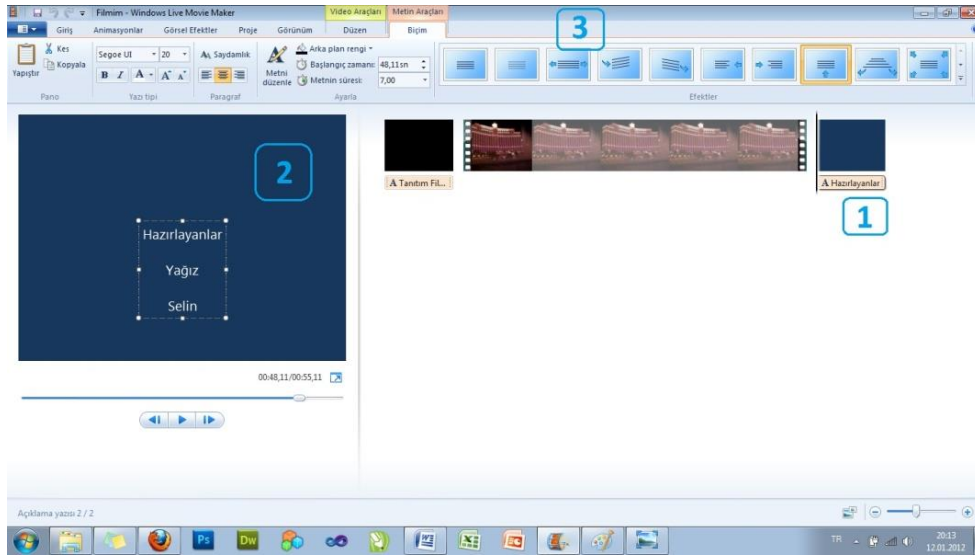 Filmim - Windows Live Movie Maker
Video Araçları
Metin Araçları
Giriş
Animasyonlar
Görsel Efektler
Proje
Görünüm
Düzen
Biçim
3
Yapıştır
Kes
Kopyala
Pano
Segoe UI
20
B I A A A
Yazı tipi
Saydamlık
Paragraf
Metni düzenle
Arka plan rengi
Başlangıç zamanı: 48,11sn
Metnin süresi: 7,00
Ayarla
Efektler
2
Hazırlayanlar
Yağız
Selin
00:48,11/00:55,11
A Tanıtım Fil...
A Hazırlayanlar
1
Açıklama yazısı 2 / 2
Ps
Dw
TR
20:13
12.01.2012